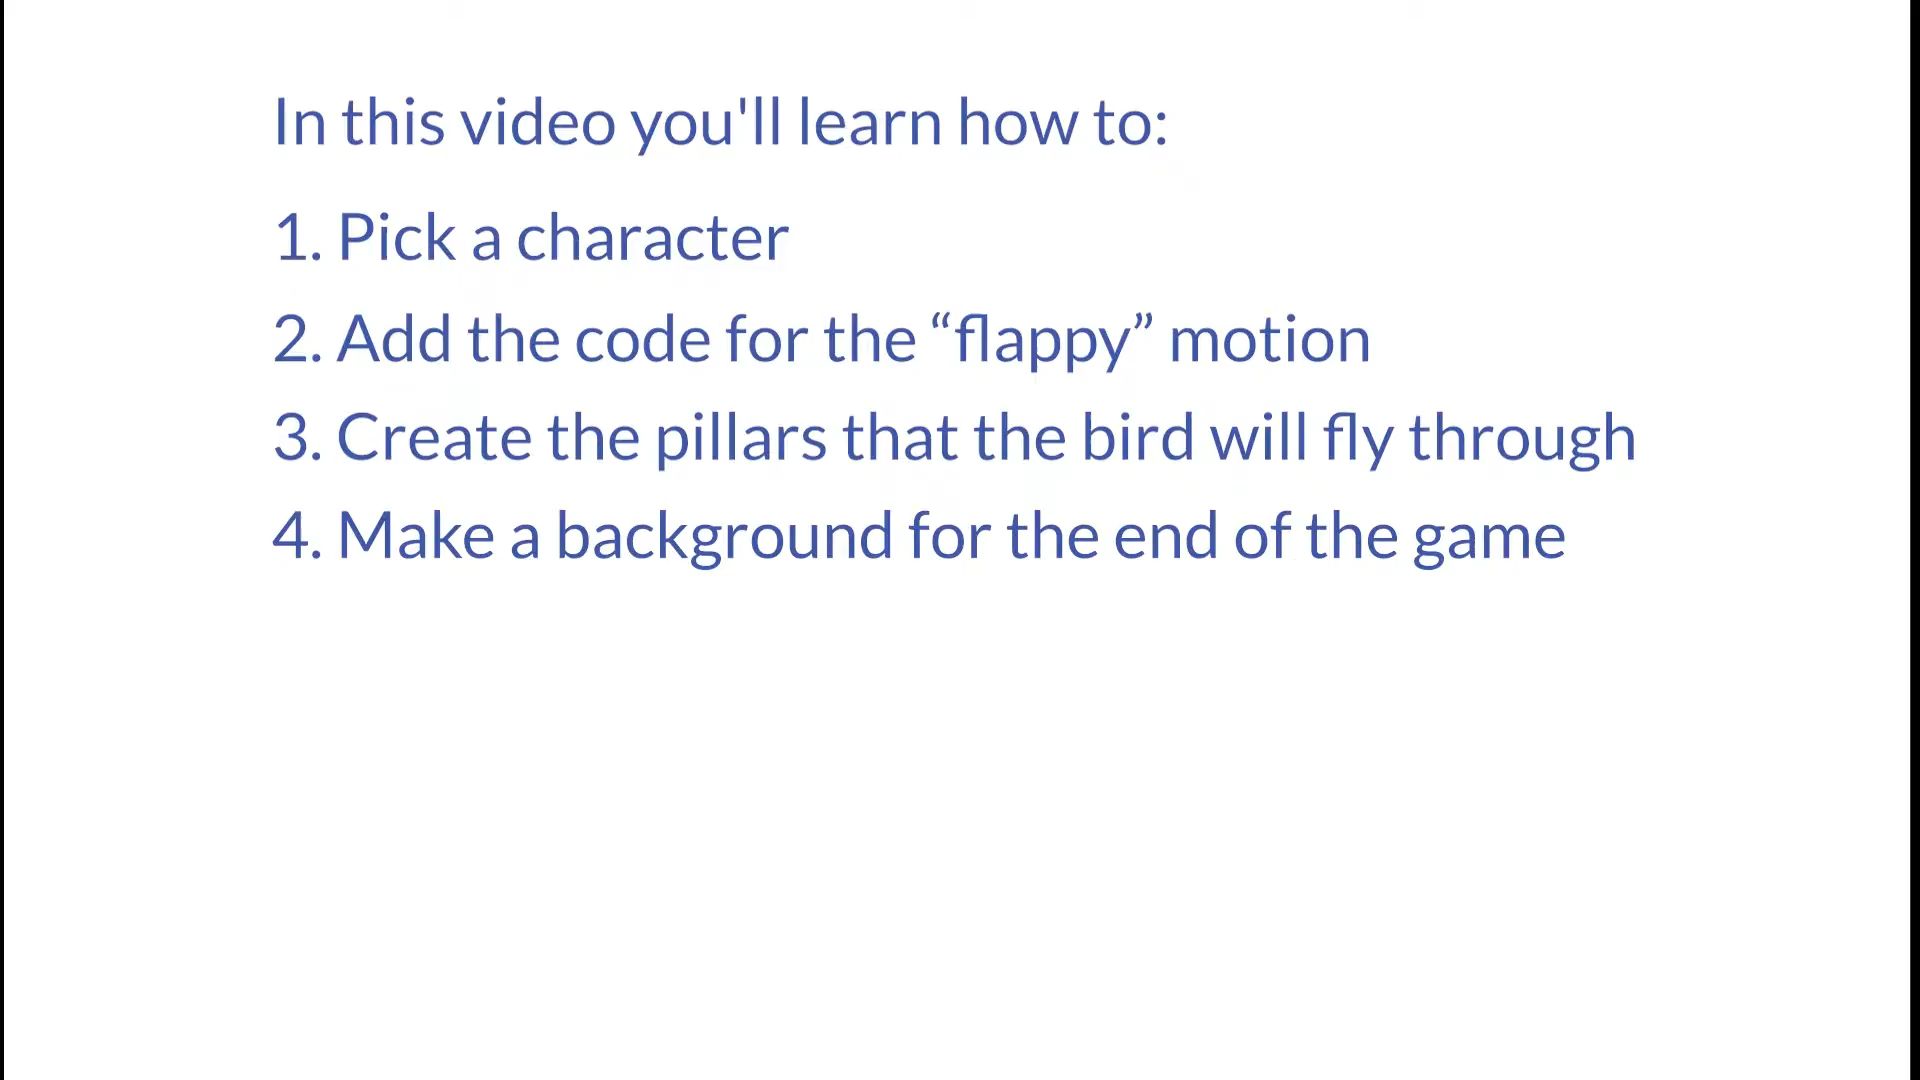 In this video you'll learn how to:
1. Pick a character
2. Add the code for the “flappy” motion
3. Create the pillars that the bird will fly through
4. Make a background for the end of the game